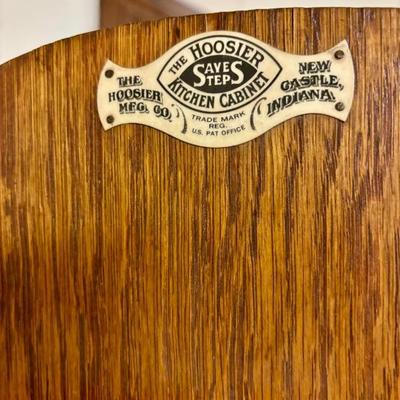 THE HOOSIER
SAVES STEPS
KITCHEN CABINET
TRADE MARK
REG.
U.S. PAT OFFICE
THE
HOOSIER
MFG. CO.
NEW
CASTLE,
INDIANA.